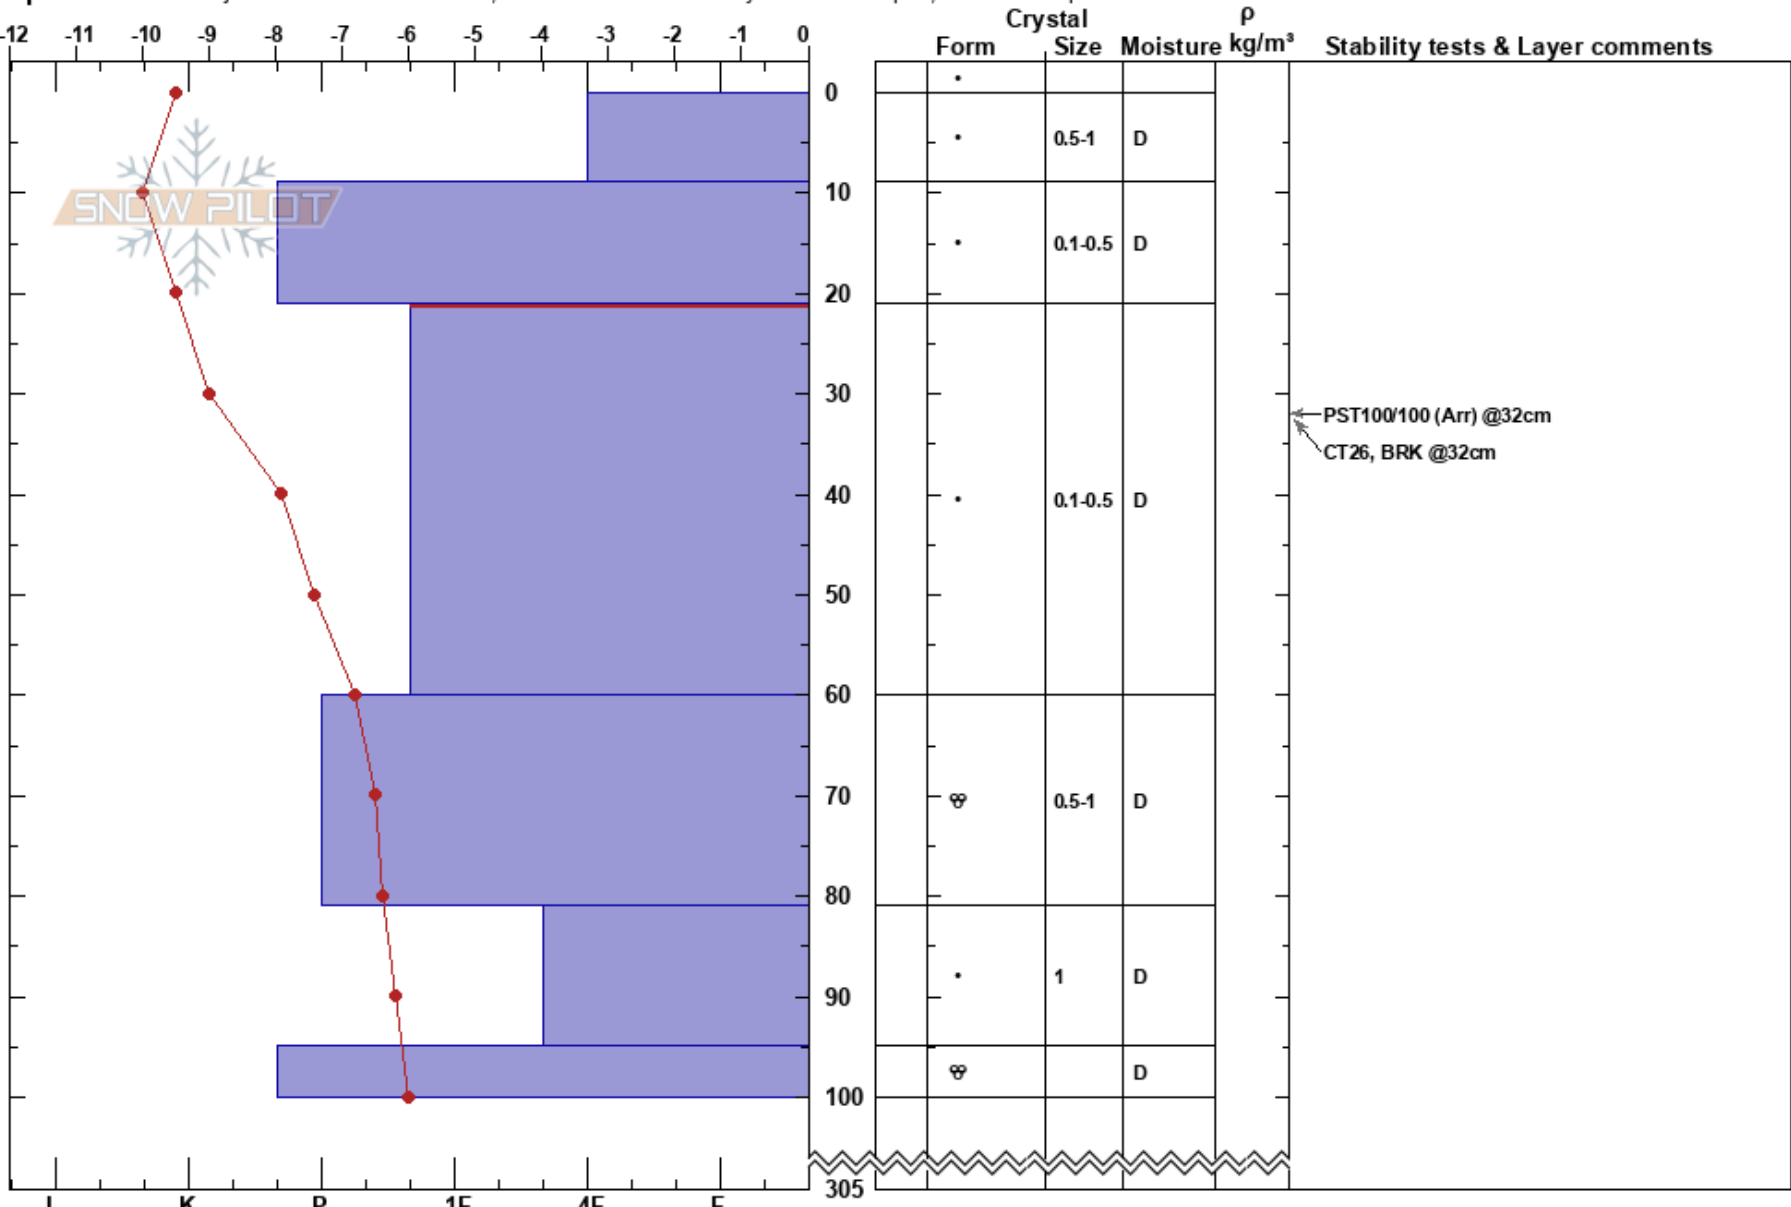 Crystal ρ
-12 -11 -10 -9 -8 -7 -6 -5 -4 -3 -2 -1 0
Form Size Moisture kg/m³ Stability tests & Layer comments
0
0.5-1 D
SNOW PILOT
10
0.1-0.5 D
20
30
PST100/100 (Arr) @32cm
CT26, BRK @32cm
40
0.1-0.5 D
50
60
70
0.5-1 D
80
1 D
90
D
100
305
I K P 1F 4F F